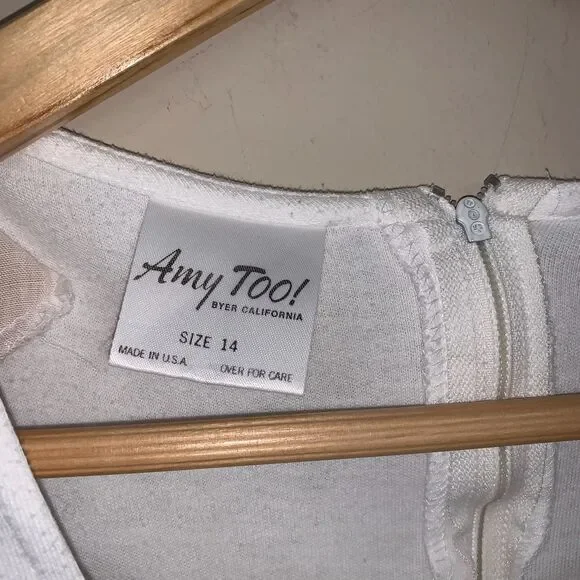 Amy Too!
BYER CALIFORNIA
SIZE 14
MADE IN U.S.A.
OVER FOR CARE